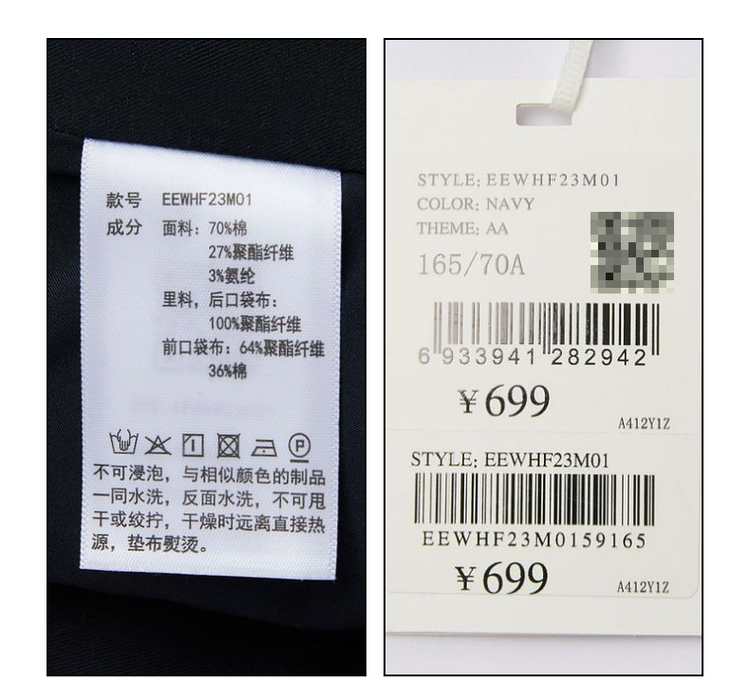 款号 EEWHF23M01
成分 面料：70%棉
27%聚酯纤维
3%氨纶
里料，后口袋布：
100%聚酯纤维
前口袋布：64%聚酯纤维
36%棉
P
不可浸泡，与相似颜色的制品
一同水洗，反面水洗，不可甩
干或绞拧，干燥时远离直接热
源，垫布熨烫。
STYLE: EEWHF23M01
COLOR: NAVY
THEME: AA
165/70A
6 933941 282942
¥699
A412Y1Z
STYLE: EEWHF23M01
EEWHF23M0159165
¥699
A412Y1Z